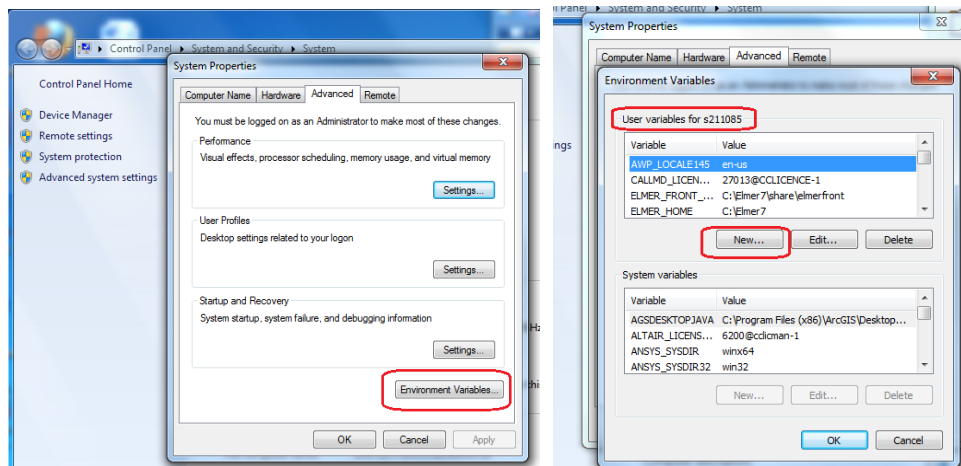 Control Panel ▸ System and Security ▸ System
Control Panel Home
Device Manager
Remote settings
System protection
Advanced system settings
System Properties
Computer Name Hardware Advanced Remote
You must be logged on as an Administrator to make most of these changes.
Performance
Visual effects, processor scheduling, memory usage, and virtual memory
Settings...
User Profiles
Desktop settings related to your logon
Settings...
Startup and Recovery
System startup, system failure, and debugging information
Settings...
Environment Variables...
OK Cancel Apply
System and Security ▸ System
System Properties
Computer Name Hardware Advanced Remote
Environment Variables
User variables for s211085
Variable Value
AWP_LOCALE145 en-us
CALLMD_LICEN... 27013@CCLICENCE-1
ELMER_FRONT_... C:\Elmer7\share\elmerfront
ELMER_HOME C:\Elmer7
New... Edit... Delete
System variables
Variable Value
AGSDESKTOPJAVA C:\Program Files (x86)\ArcGIS\Desktop...
ALTAIR_LICENS... 6200@cclicman-1
ANSYS_SYSDIR winx64
ANSYS_SYSDIR32 win32
New... Edit... Delete
OK Cancel